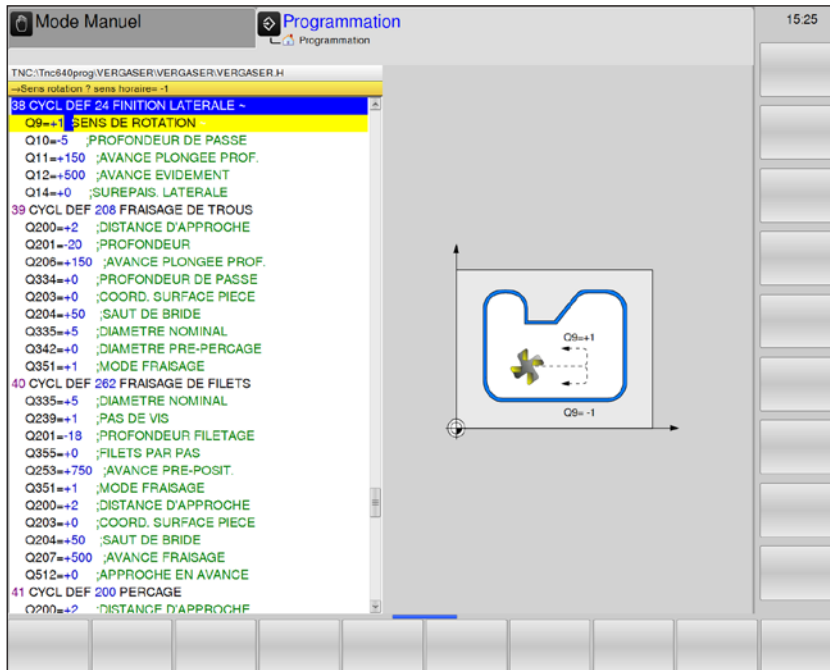 Mode Manuel
Programmation
Programmation
15:25
TNC:\Tnc640prog\VERGASER\VERGASER\VERGASER.H
→Sens rotation ? sens horaire= -1
38 CYCL DEF 24 FINITION LATERALE ~
Q9=+1 ;SENS DE ROTATION ~
Q10=-5 ;PROFONDEUR DE PASSE
Q11=+150 ;AVANCE PLONGEE PROF.
Q12=+500 ;AVANCE EVIDEMENT
Q14=+0 ;SUREPAIS. LATERALE
39 CYCL DEF 208 FRAISAGE DE TROUS
Q200=+2 ;DISTANCE D'APPROCHE
Q201=-20 ;PROFONDEUR
Q206=+150 ;AVANCE PLONGEE PROF.
Q334=+0 ;PROFONDEUR DE PASSE
Q203=+0 ;COORD. SURFACE PIECE
Q204=+50 ;SAUT DE BRIDE
Q335=+5 ;DIAMETRE NOMINAL
Q342=+0 ;DIAMETRE PRE-PERCAGE
Q351=+1 ;MODE FRAISAGE
40 CYCL DEF 262 FRAISAGE DE FILETS
Q335=+5 ;DIAMETRE NOMINAL
Q239=+1 ;PAS DE VIS
Q201=-18 ;PROFONDEUR FILETAGE
Q355=+0 ;FILETS PAR PAS
Q253=+750 ;AVANCE PRE-POSIT.
Q351=+1 ;MODE FRAISAGE
Q200=+2 ;DISTANCE D'APPROCHE
Q203=+0 ;COORD. SURFACE PIECE
Q204=+50 ;SAUT DE BRIDE
Q207=+500 ;AVANCE FRAISAGE
Q512=+0 ;APPROCHE EN AVANCE
41 CYCL DEF 200 PERCAGE
Q200=+2 ;DISTANCE D'APPROCHE
Q9=+1
Q9= -1